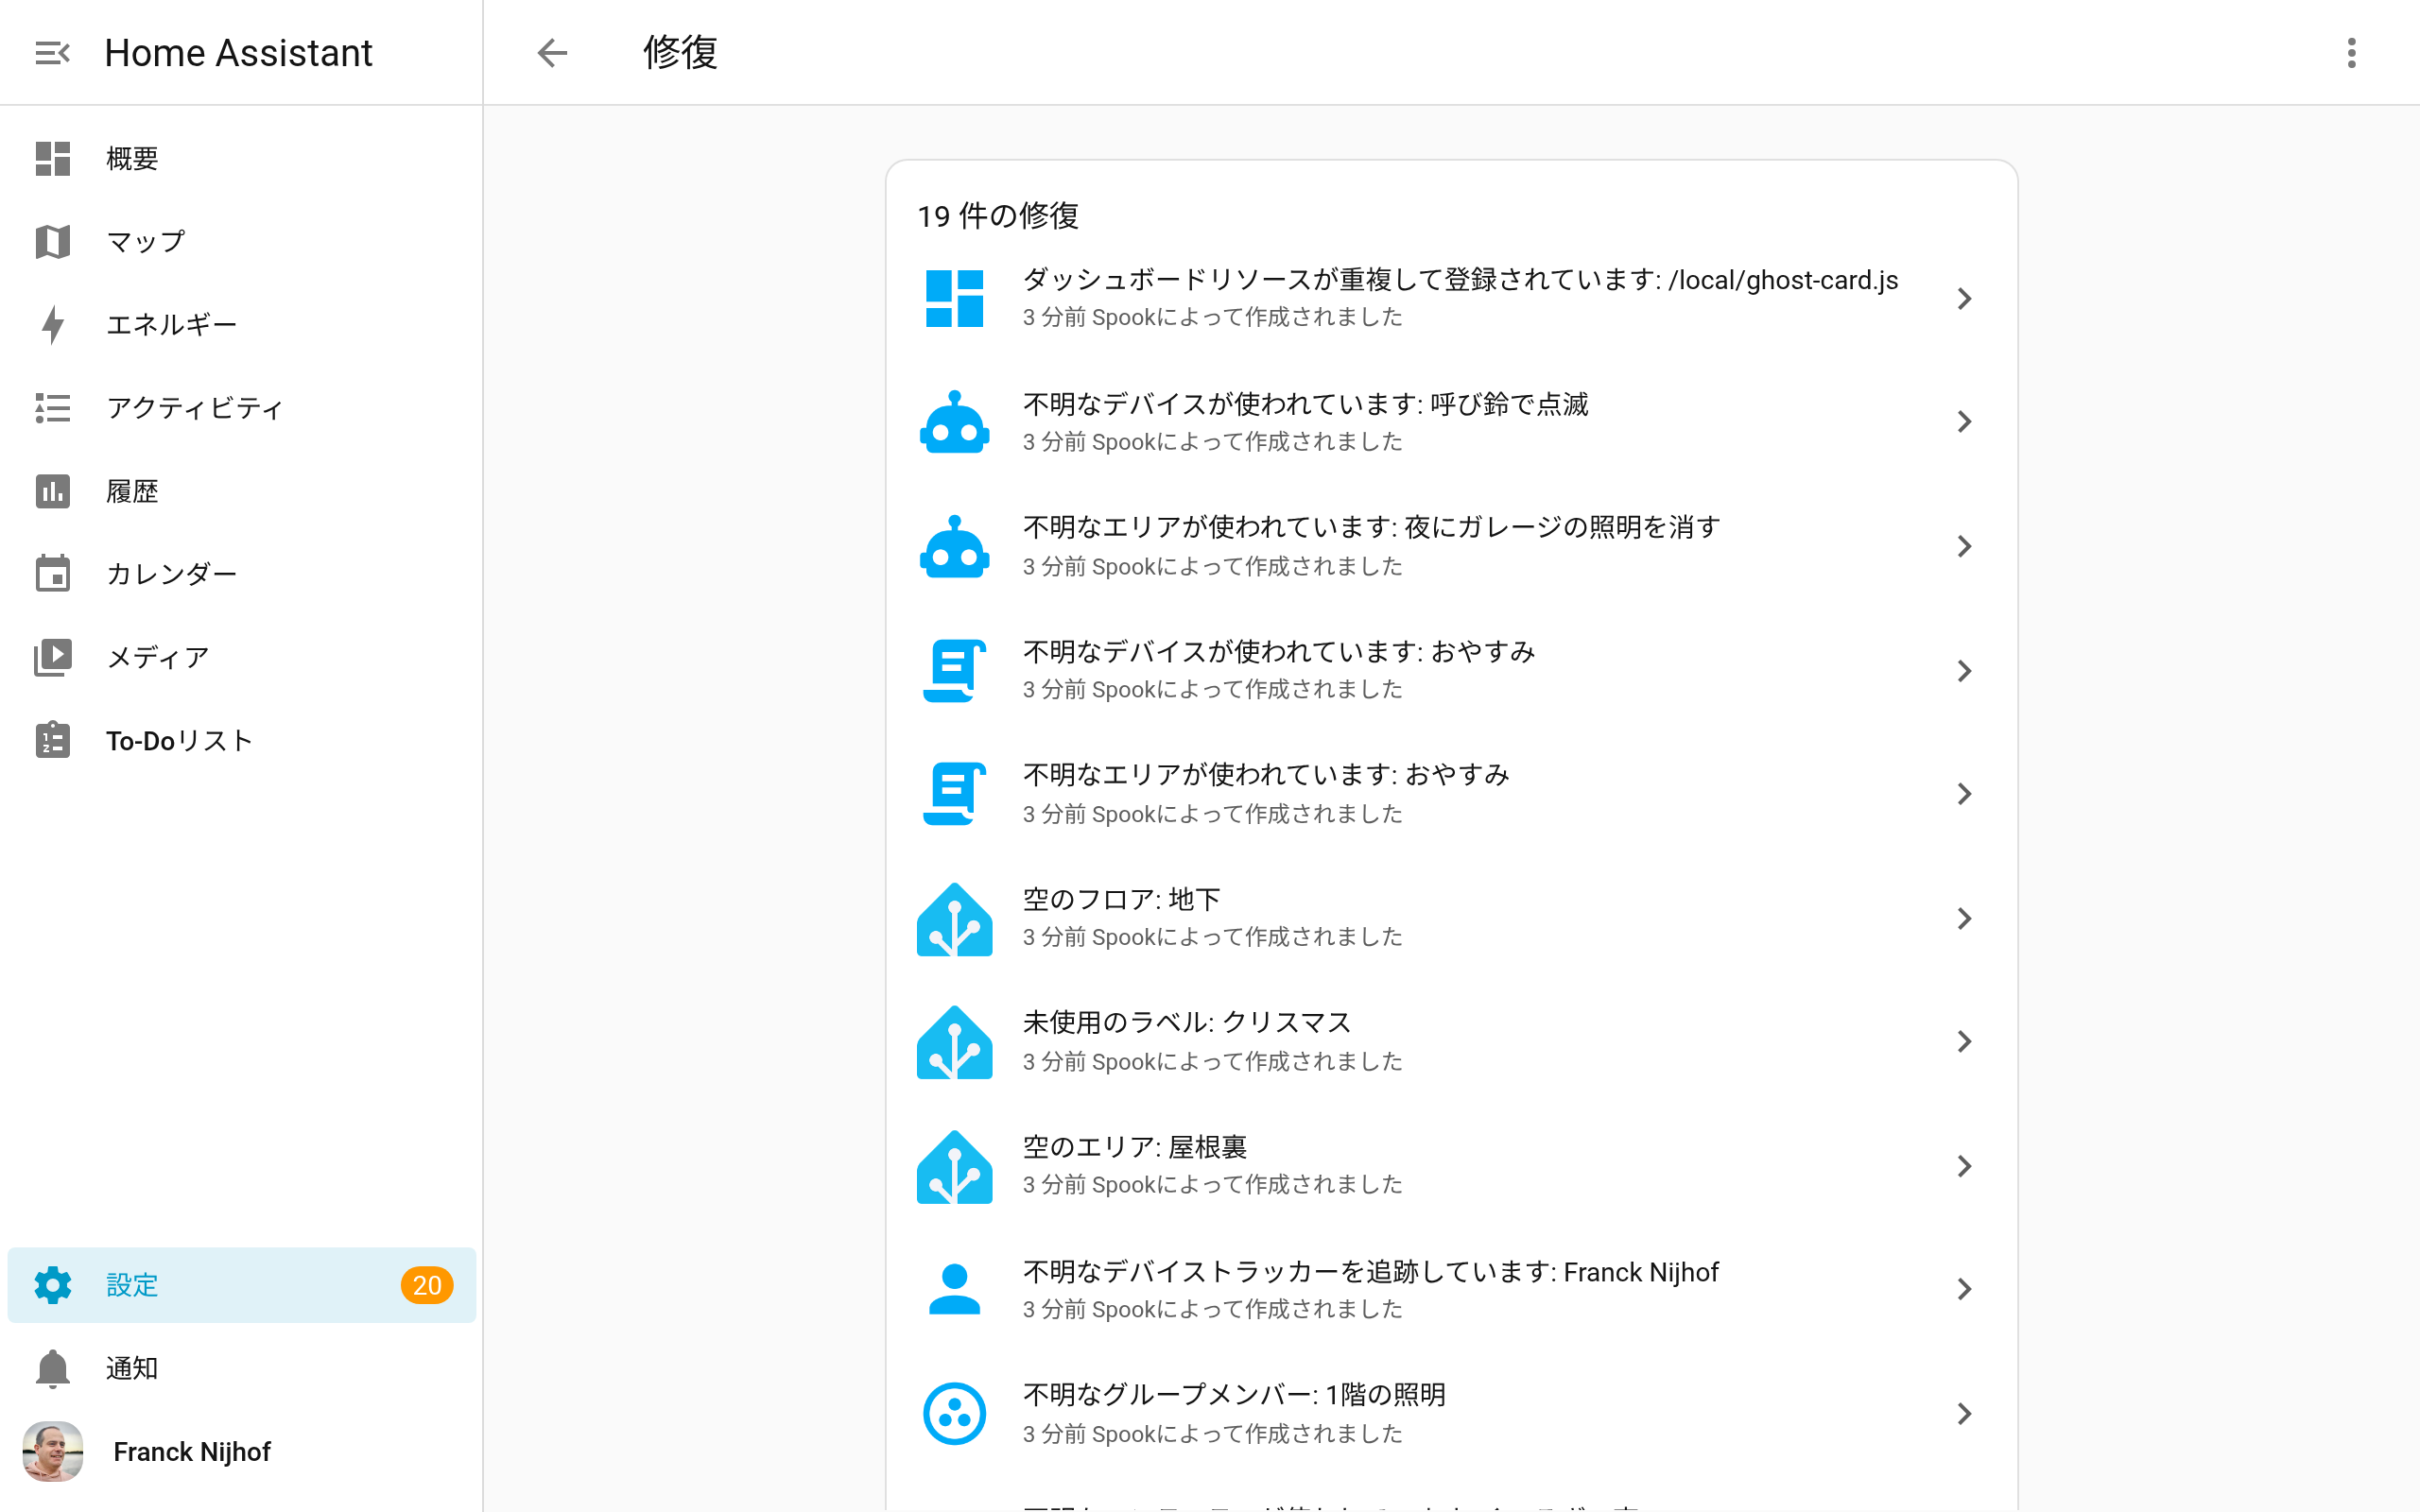 Home Assistant
修復
概要
マップ
エネルギー
アクティビティ
履歴
カレンダー
メディア
To-Doリスト
設定
20
通知
Franck Nijhof
19 件の修復
ダッシュボードリソースが重複して登録されています: /local/ghost-card.js
3 分前 Spookによって作成されました
不明なデバイスが使われています: 呼び鈴で点滅
3 分前 Spookによって作成されました
不明なエリアが使われています: 夜にガレージの照明を消す
3 分前 Spookによって作成されました
不明なデバイスが使われています: おやすみ
3 分前 Spookによって作成されました
不明なエリアが使われています: おやすみ
3 分前 Spookによって作成されました
空のフロア: 地下
3 分前 Spookによって作成されました
未使用のラベル: クリスマス
3 分前 Spookによって作成されました
空のエリア: 屋根裏
3 分前 Spookによって作成されました
不明なデバイストラッカーを追跡しています: Franck Nijhof
3 分前 Spookによって作成されました
不明なグループメンバー: 1階の照明
3 分前 Spookによって作成されました